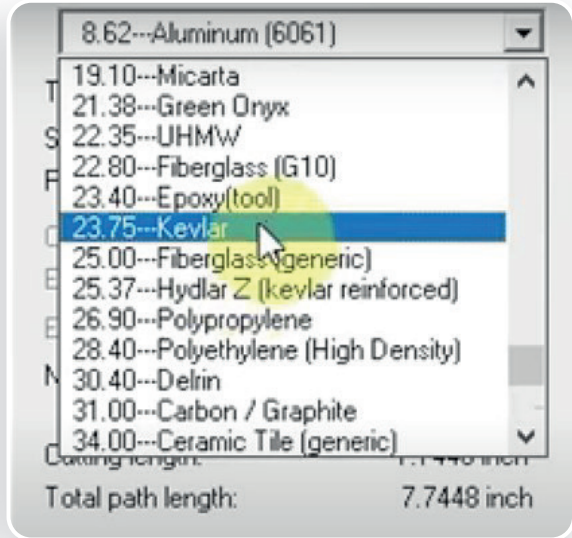 8.62---Aluminum (6061)
19.10---Micarta
21.38---Green Onyx
22.35---UHMW
22.80---Fiberglass (G10)
23.40---Epoxy(tool)
23.75---Kevlar
25.00---Fiberglass (generic)
25.37---Hydlar Z (kevlar reinforced)
26.90---Polypropylene
28.40---Polyethylene (High Density)
30.40---Delrin
31.00---Carbon / Graphite
34.00---Ceramic Tile (generic)
Total path length: 7.7448 inch